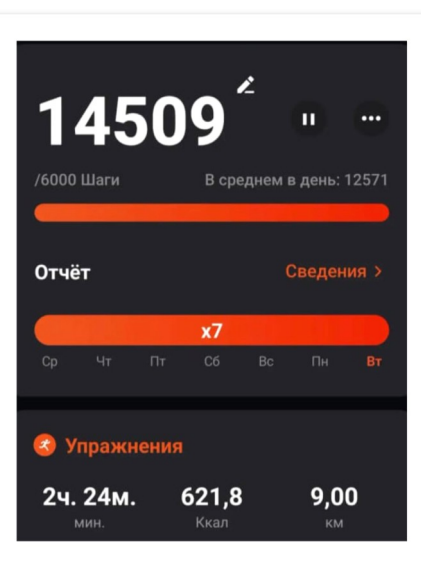 14509
/6000 Шаги В среднем в день: 12571
Отчёт Сведения >
x7
Ср Чт Пт Сб Вс Пн Вт
Упражнения
2ч. 24м. 621,8 9,00
мин. Ккал км